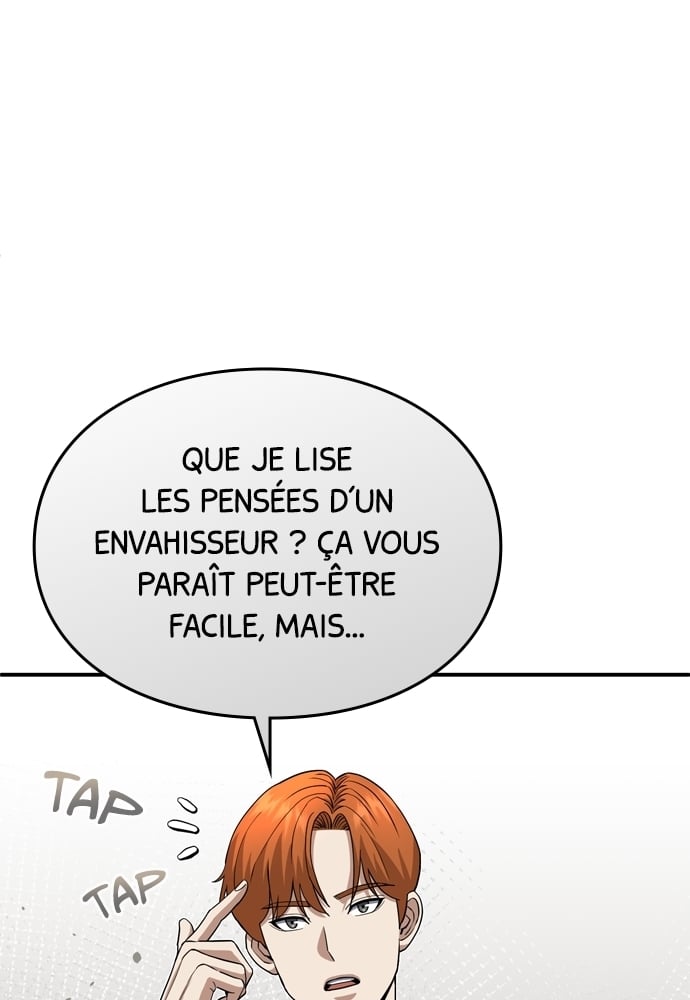 QUE JE LISE
LES PENSÉES D'UN
ENVAHISSEUR ? ÇA VOUS
PARAÎT PEUT-ÊTRE
FACILE, MAIS...
TAP
TAP